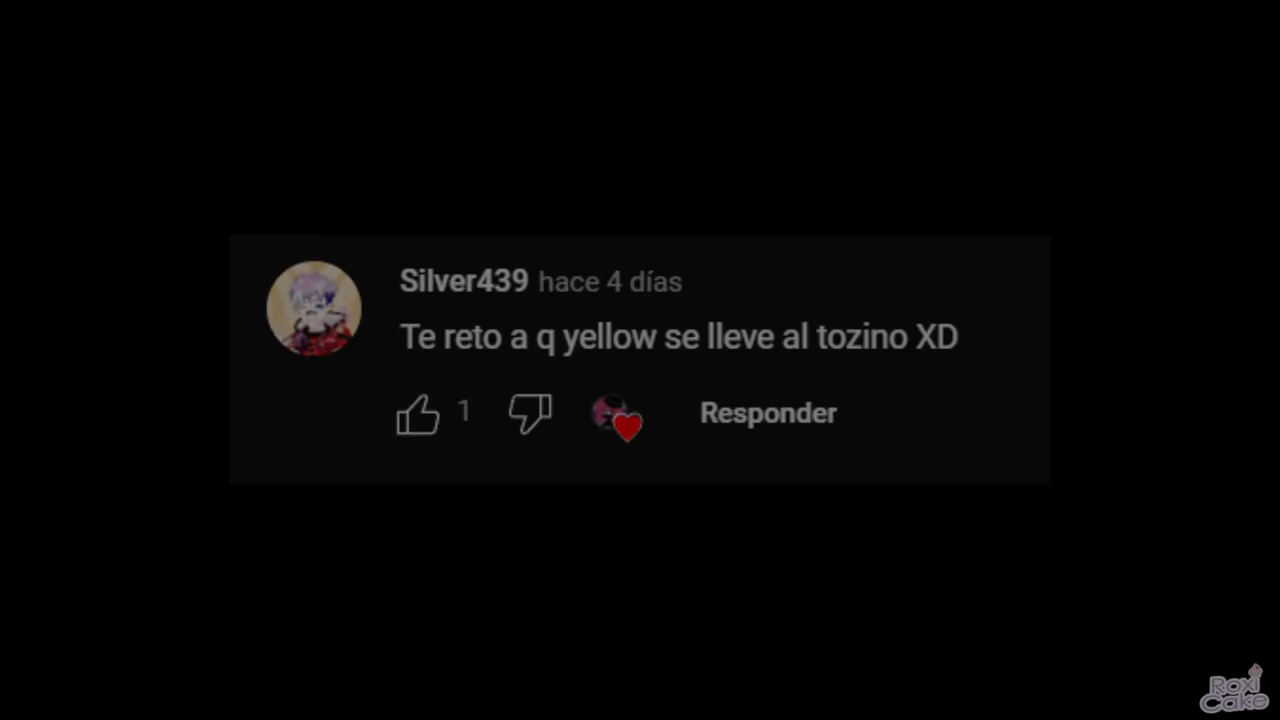 Silver439 hace 4 días
Te reto a q yellow se lleve al tozino XD
1
Responder
Roxi
Cake